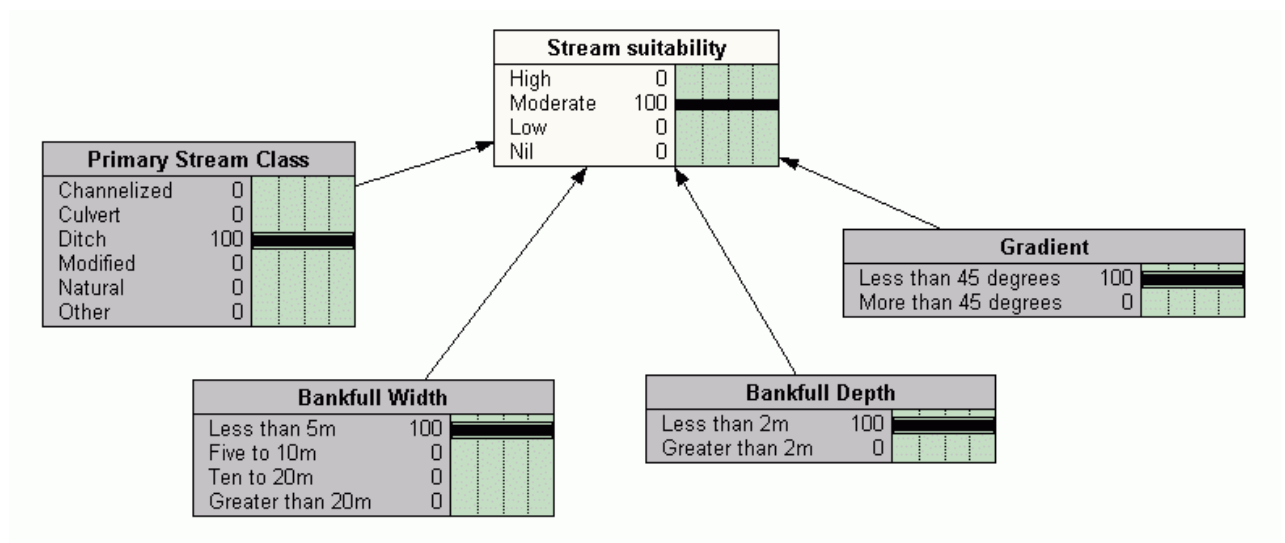 Stream suitability
High 0
Moderate 100
Low 0
Nil 0
Primary Stream Class
Channelized 0
Culvert 0
Ditch 100
Modified 0
Natural 0
Other 0
Gradient
Less than 45 degrees 100
More than 45 degrees 0
Bankfull Width
Less than 5m 100
Five to 10m 0
Ten to 20m 0
Greater than 20m 0
Bankfull Depth
Less than 2m 100
Greater than 2m 0